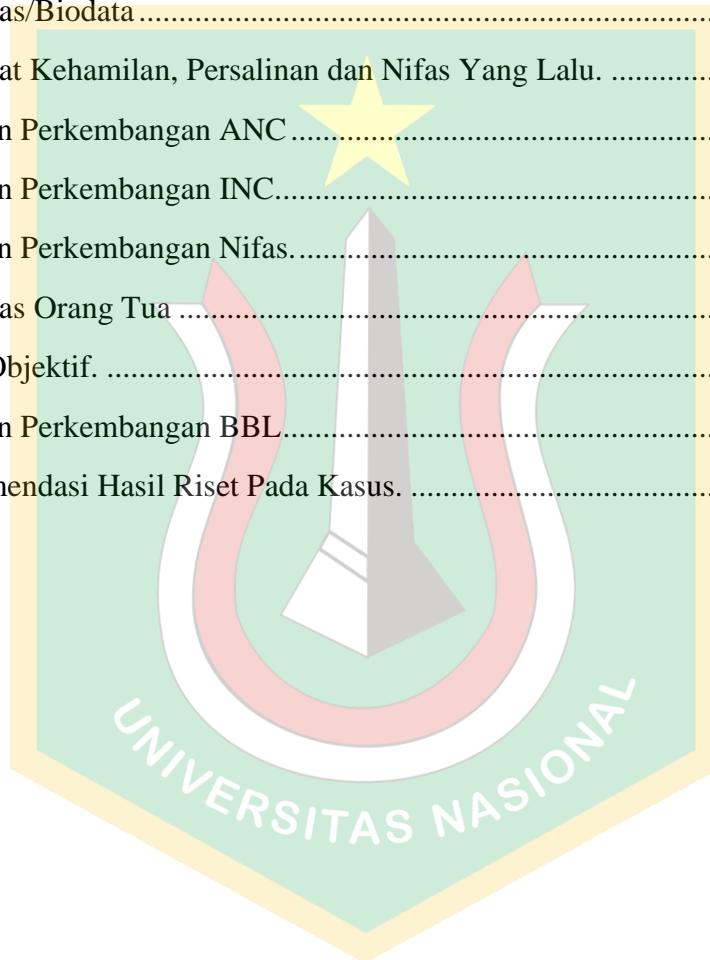 as/Biodata ................................................................................
at Kehamilan, Persalinan dan Nifas Yang Lalu. ..............
n Perkembangan ANC ..........................................................
n Perkembangan INC............................................................
n Perkembangan Nifas...........................................................
as Orang Tua ..........................................................................
Objektif. ...................................................................................
n Perkembangan BBL...........................................................
nendasi Hasil Riset Pada Kasus. ..........................................
UNIVERSITAS NASIONAL